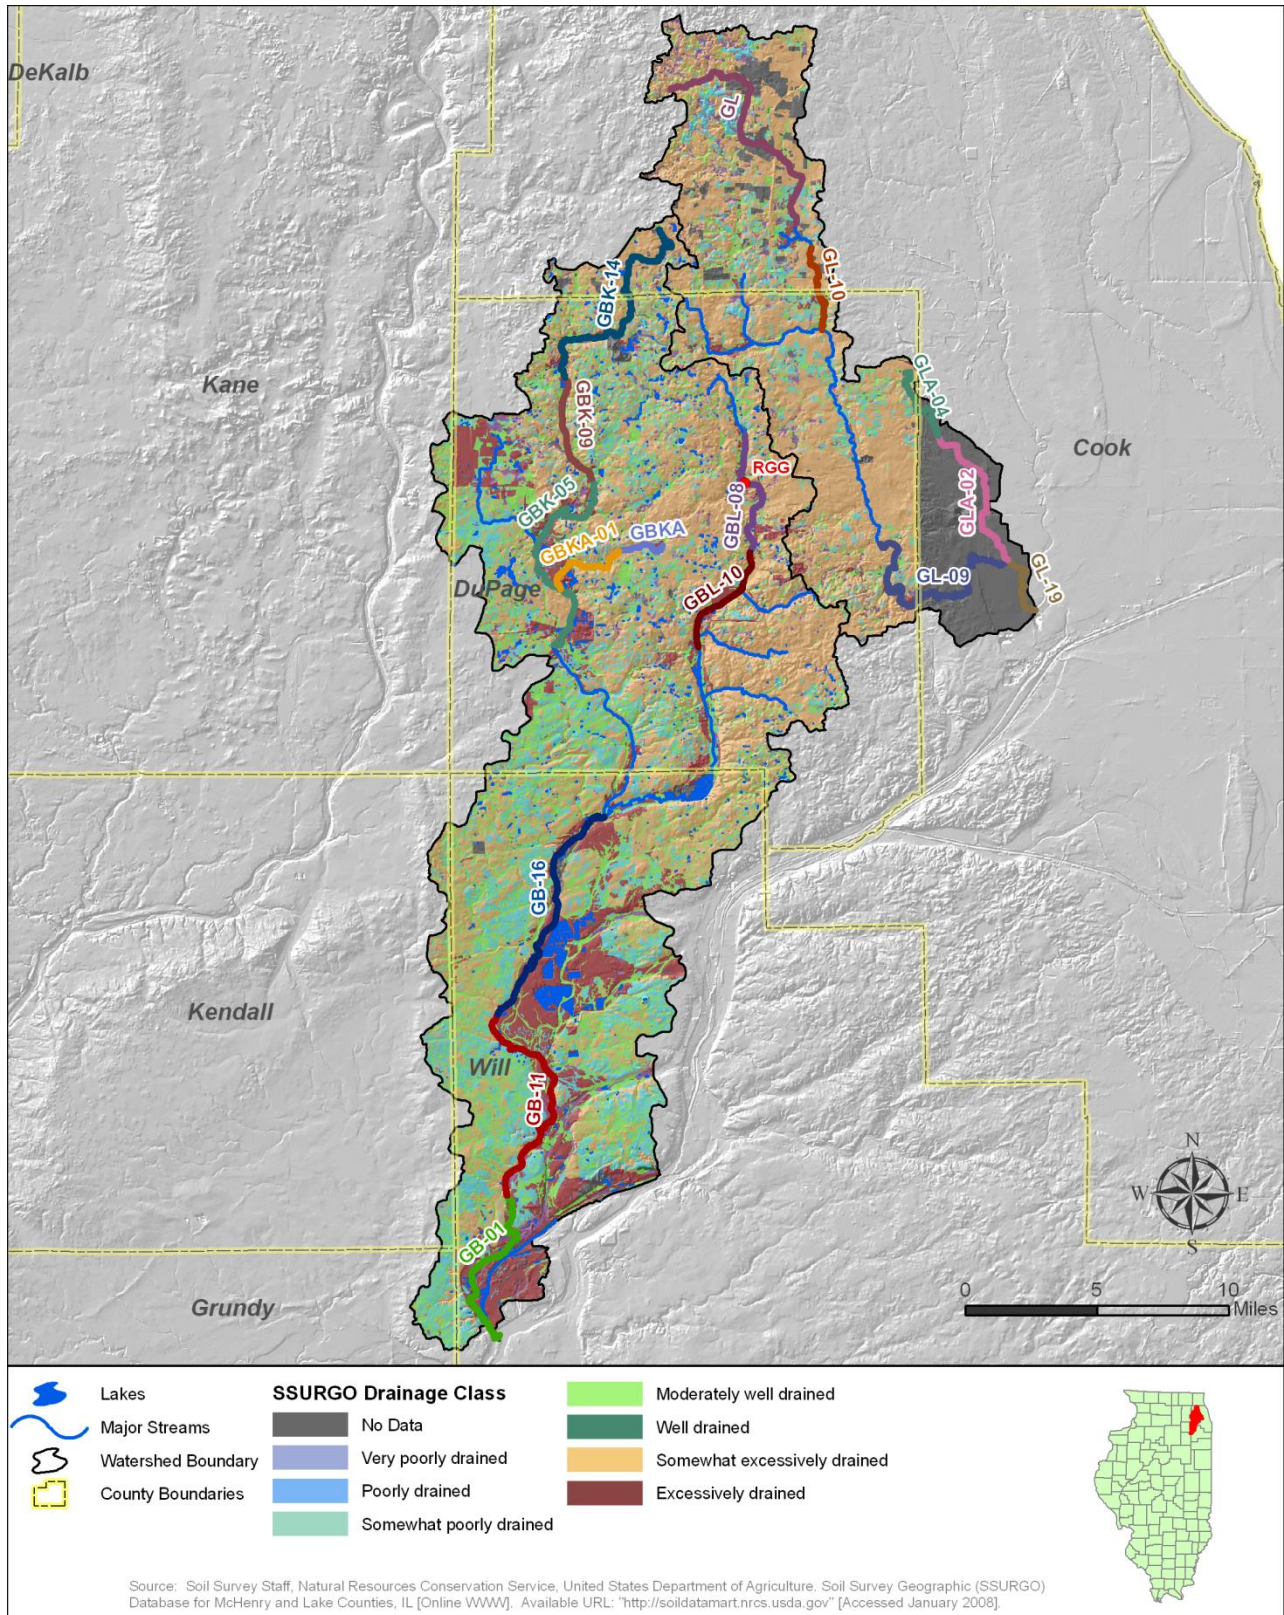 DeKalb
GL
GL-10
GBK-14
Kane
GBK-09
GLA-04
Cook
RGG
GLA-02
GBK-05
GBL-08
GBKA-01
GBKA
GL-09
GL-19
DuPage
GBL-10
GB-16
Kendall
Will
GB-11
N
W
E
S
GB-01
Grundy
0
5
10
Miles
Lakes
Major Streams
Watershed Boundary
County Boundaries
SSURGO Drainage Class
No Data
Very poorly drained
Poorly drained
Somewhat poorly drained
Moderately well drained
Well drained
Somewhat excessively drained
Excessively drained
Source: Soil Survey Staff, Natural Resources Conservation Service, United States Department of Agriculture. Soil Survey Geographic (SSURGO)
Database for McHenry and Lake Counties, IL [Online WWW]. Available URL: "http://soildatamart.nrcs.usda.gov" [Accessed January 2008].